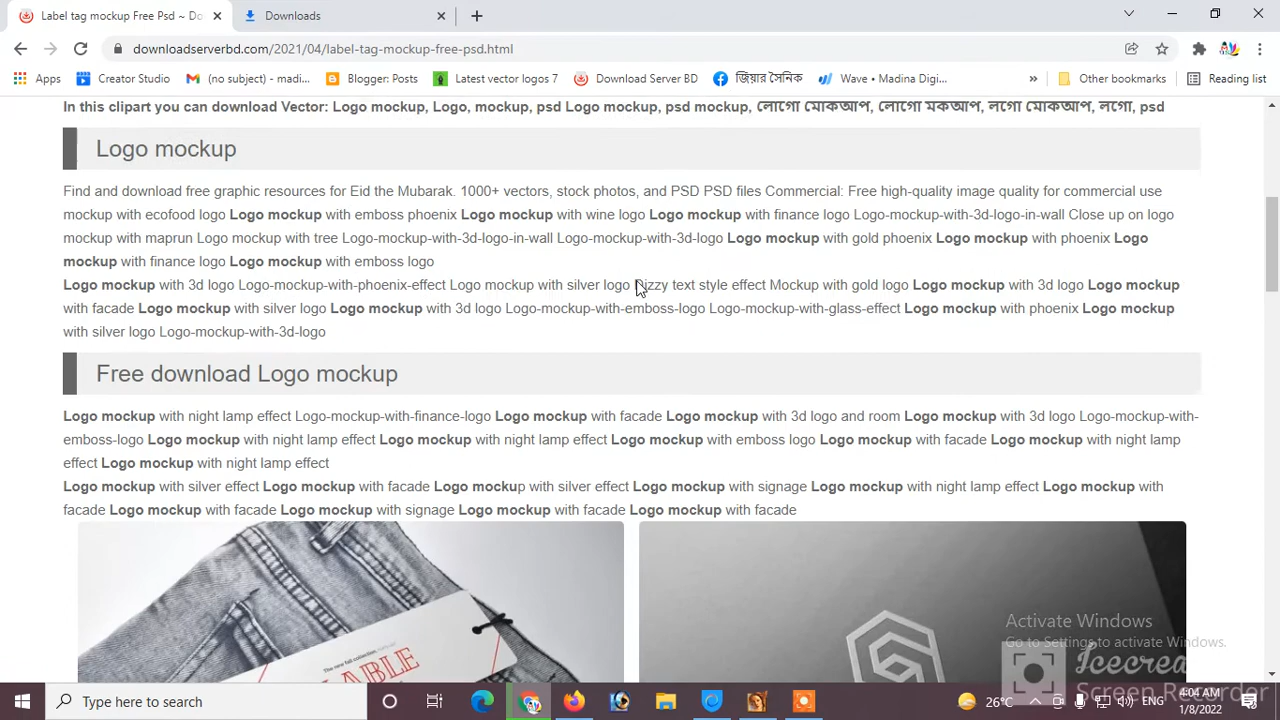 Label tag mockup Free Psd ~ Do
Downloads
downloadserverbd.com/2021/04/label-tag-mockup-free-psd.html
Apps
Creator Studio
(no subject) - madi...
Blogger: Posts
Latest vector logos 7
Download Server BD
জিয়ার সৈনিক
Wave • Madina Digi...
»
Other bookmarks
Reading list
In this clipart you can download Vector: Logo mockup, Logo, mockup, psd Logo mockup, psd mockup, লোগো মোকআপ, লোগো মকআপ, লগো মোকআপ, লগো, psd
Logo mockup
Find and download free graphic resources for Eid the Mubarak. 1000+ vectors, stock photos, and PSD PSD files Commercial: Free high-quality image quality for commercial use
mockup with ecofood logo Logo mockup with emboss phoenix Logo mockup with wine logo Logo mockup with finance logo Logo-mockup-with-3d-logo-in-wall Close up on logo
mockup with maprun Logo mockup with tree Logo-mockup-with-3d-logo-in-wall Logo-mockup-with-3d-logo Logo mockup with gold phoenix Logo mockup with phoenix Logo
mockup with finance logo Logo mockup with emboss logo
Logo mockup with 3d logo Logo-mockup-with-phoenix-effect Logo mockup with silver logo Dizzy text style effect Mockup with gold logo Logo mockup with 3d logo Logo mockup
with facade Logo mockup with silver logo Logo mockup with 3d logo Logo-mockup-with-emboss-logo Logo-mockup-with-glass-effect Logo mockup with phoenix Logo mockup
with silver logo Logo-mockup-with-3d-logo
Free download Logo mockup
Logo mockup with night lamp effect Logo-mockup-with-finance-logo Logo mockup with facade Logo mockup with 3d logo and room Logo mockup with 3d logo Logo-mockup-with-
emboss-logo Logo mockup with night lamp effect Logo mockup with night lamp effect Logo mockup with emboss logo Logo mockup with facade Logo mockup with night lamp
effect Logo mockup with night lamp effect
Logo mockup with silver effect Logo mockup with facade Logo mockup with silver effect Logo mockup with signage Logo mockup with night lamp effect Logo mockup with
facade Logo mockup with facade Logo mockup with signage Logo mockup with facade Logo mockup with facade
The new fall collection
Activate Windows
Go to Settings to activate Windows.
Icecrea
Screen Recorder
Type here to search
26°C
ENG
4:04 AM
1/8/2022